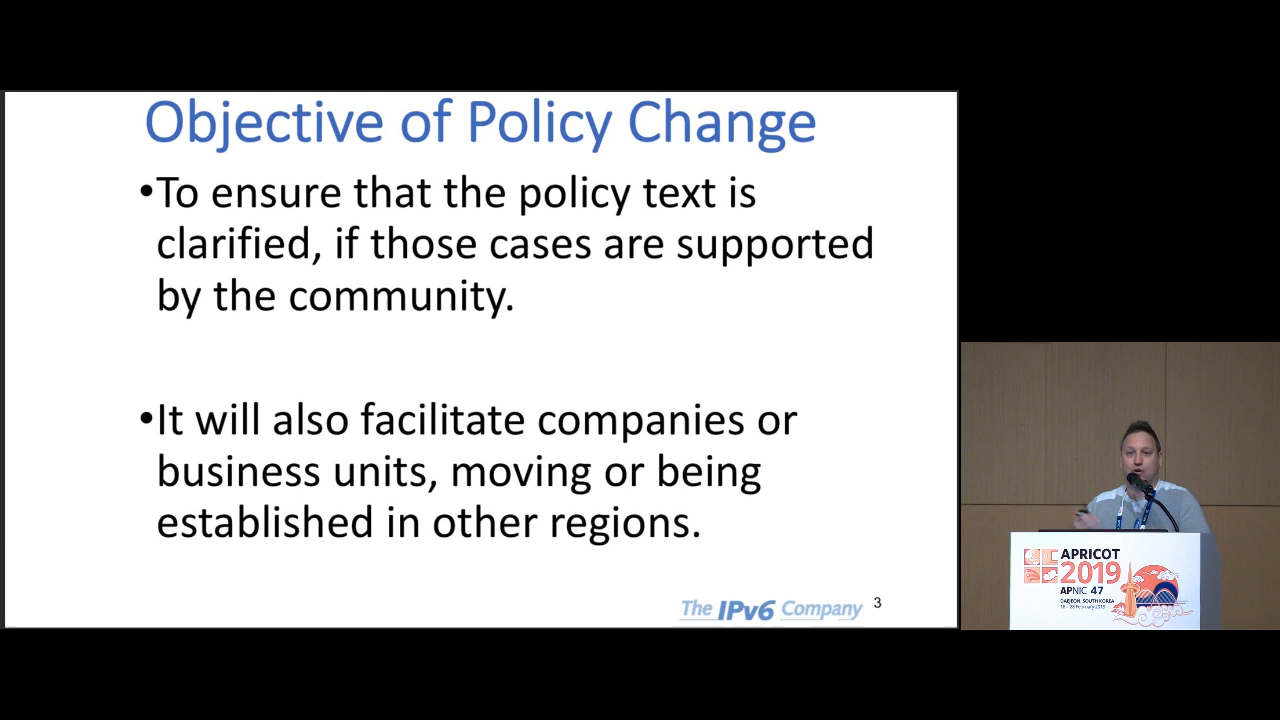 Objective of Policy Change
•To ensure that the policy text is
clarified, if those cases are supported
by the community.
•It will also facilitate companies or
business units, moving or being
established in other regions.
The IPv6 Company
3
APRICOT
2019
APNIC 47
DAEJEON, SOUTH KOREA
18 - 28 February 2019